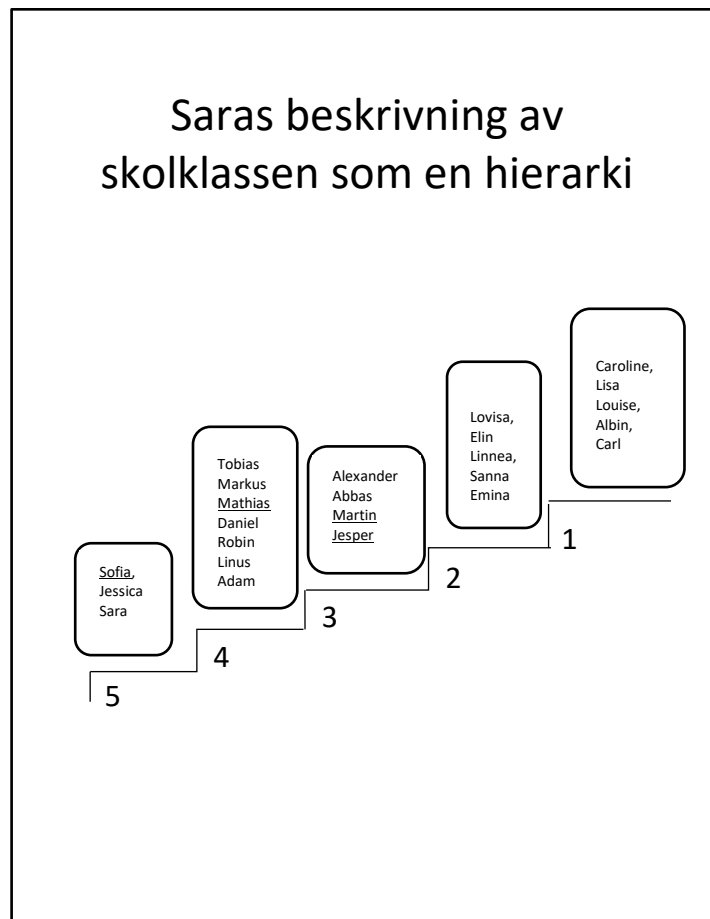 Saras beskrivning av
skolklassen som en hierarki
Caroline,
Lisa
Louise,
Albin,
Carl
1
Lovisa,
Elin
Linnea,
Sanna
Emina
2
Alexander
Abbas
Martin
Jesper
3
Tobias
Markus
Mathias
Daniel
Robin
Linus
Adam
4
Sofia,
Jessica
Sara
5